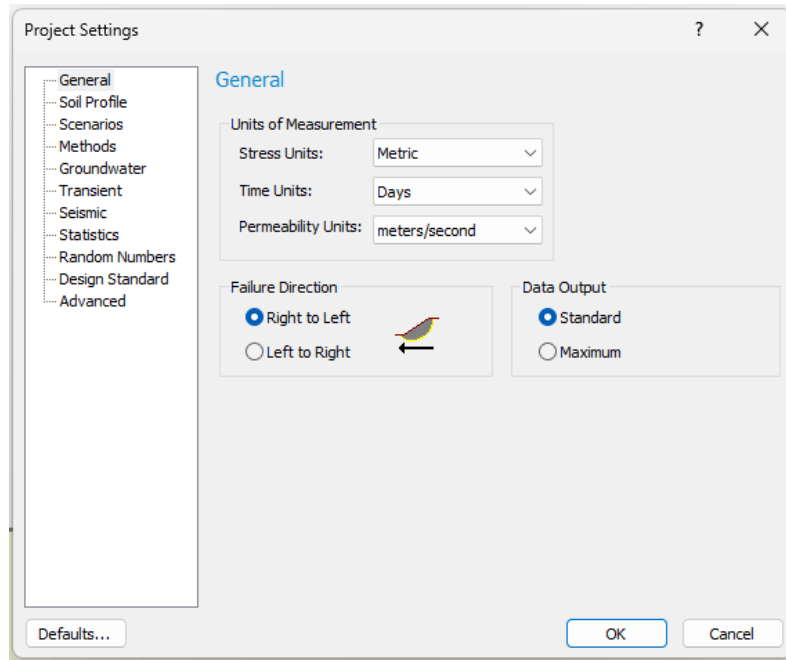 Project Settings
?
General
Soil Profile
Scenarios
Methods
Groundwater
Transient
Seismic
Statistics
Random Numbers
Design Standard
Advanced
General
Units of Measurement
Stress Units: Metric
Time Units: Days
Permeability Units: meters/second
Failure Direction
Right to Left
Left to Right
Data Output
Standard
Maximum
Defaults... OK Cancel